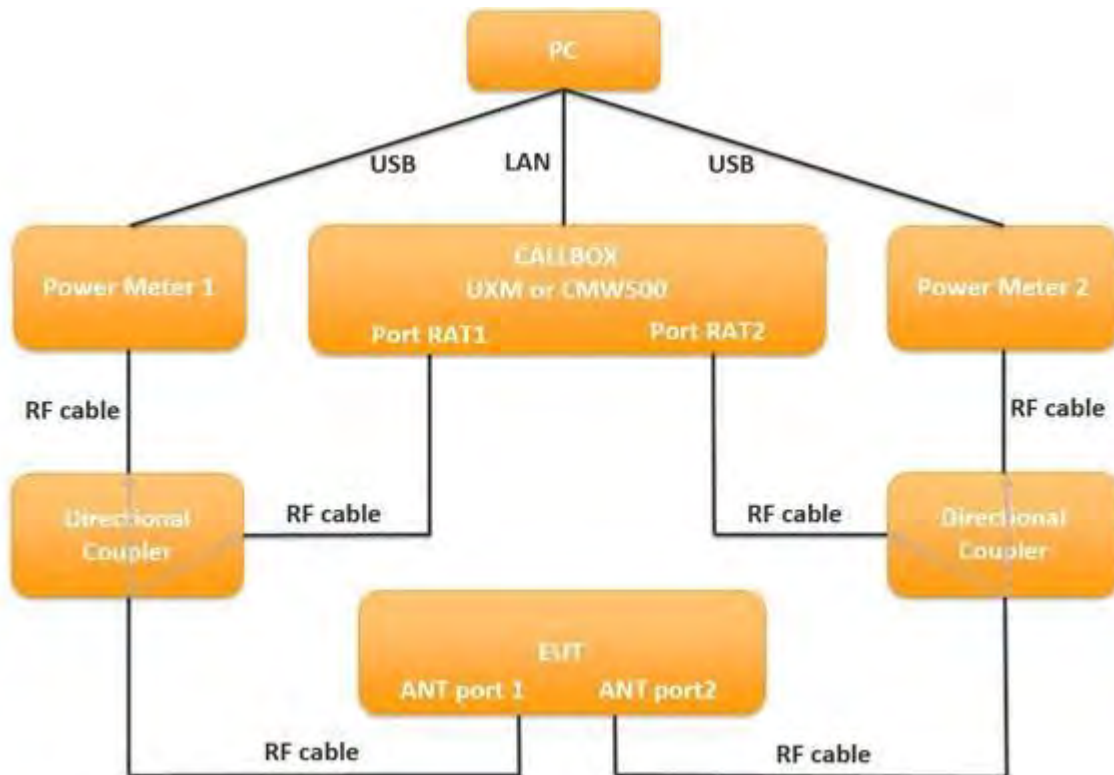 PC
USB
LAN
USB
Power Meter 1
CALLBOX
UXM or CMW500
Port RAT1
Port RAT2
Power Meter 2
RF cable
RF cable
Directional
Coupler
RF cable
RF cable
Directional
Coupler
EUT
ANT port 1
ANT port2
RF cable
RF cable